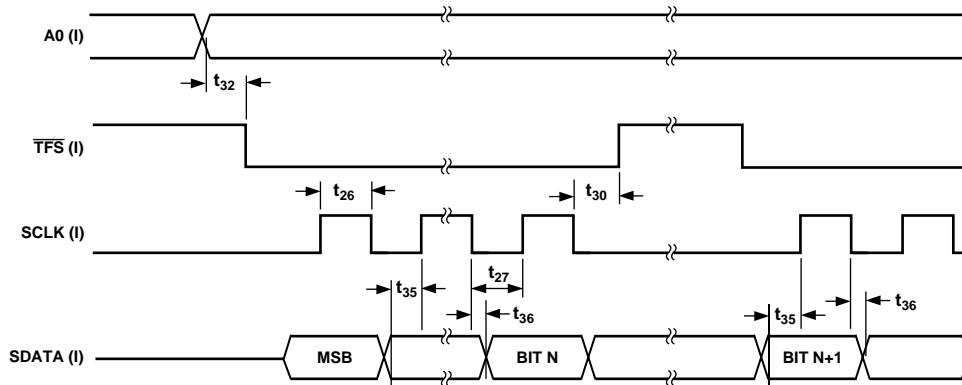 A0 (I)
t32
TFS (I)
t26
t30
SCLK (I)
t27
t35
t36
t35
t36
SDATA (I)
MSB
BIT N
BIT N+1